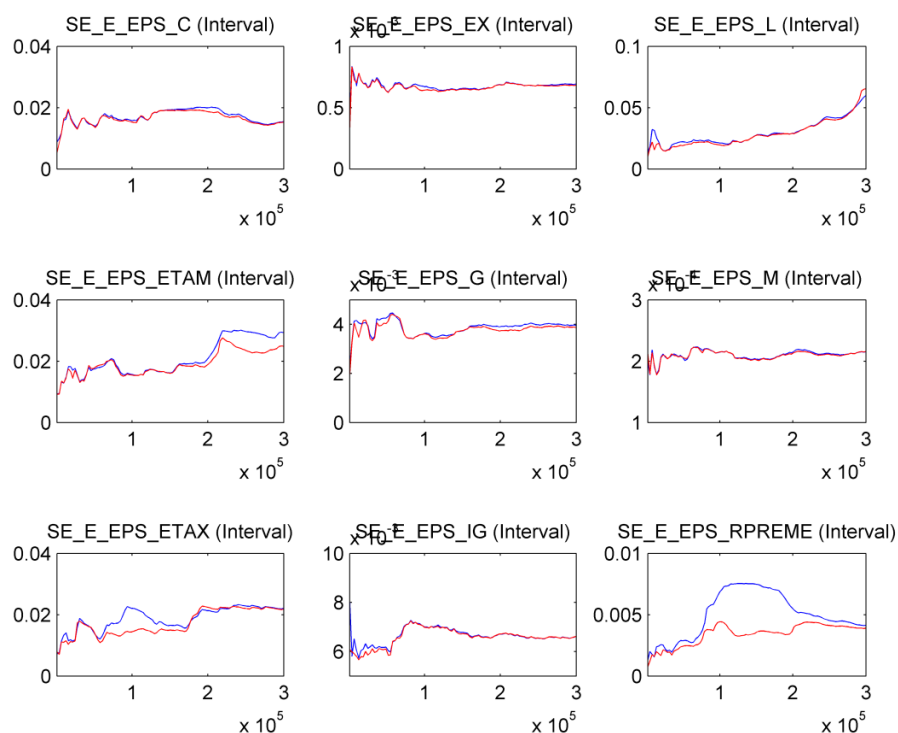 SE_E_EPS_C (Interval)
0.04
0.02
0
1 2 3
x 10^5
SE_E_EPS_EX (Interval)
1
0.5
0
1 2 3
x 10^5
SE_E_EPS_L (Interval)
0.1
0.05
0
1 2 3
x 10^5
SE_E_EPS_ETAM (Interval)
0.04
0.02
0
1 2 3
x 10^5
SE_E_EPS_G (Interval)
x 10^-3
4
2
0
1 2 3
x 10^5
SE_E_EPS_M (Interval)
3
2
1
1 2 3
x 10^5
SE_E_EPS_ETAX (Interval)
0.04
0.02
0
1 2 3
x 10^5
SE_E_EPS_IG (Interval)
10
8
6
1 2 3
x 10^5
SE_E_EPS_RPREME (Interval)
0.01
0.005
0
1 2 3
x 10^5